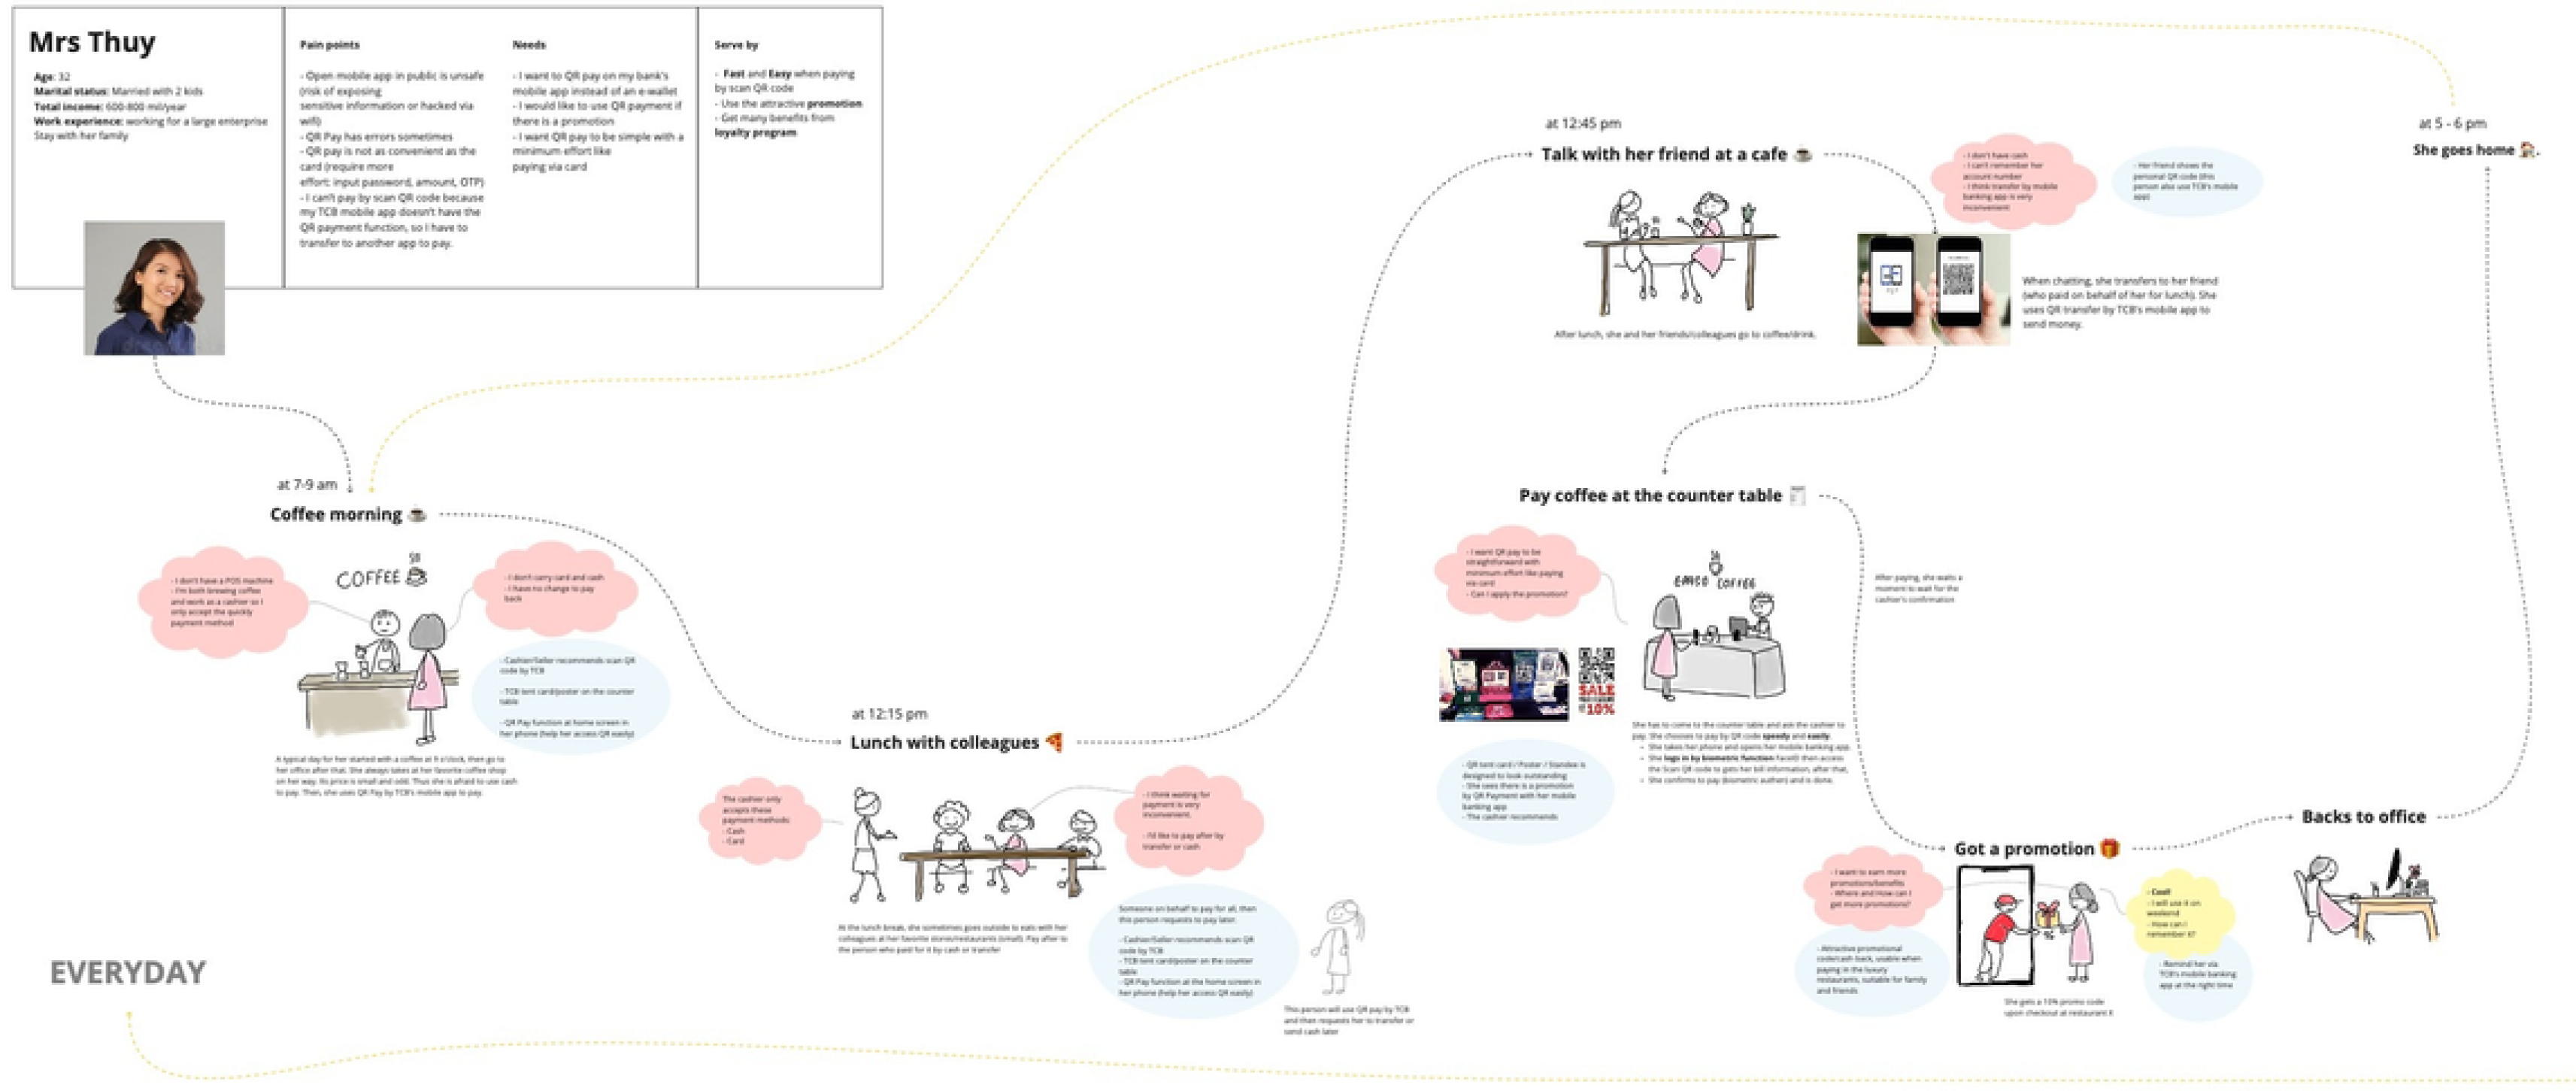 Mrs Thuy
Age: 32
Marital status: Married with 2 kids
Total income: 600-800 mil/year
Work experience: working for a large enterprise
Stay with her family
Pain points
- Open mobile app in public is unsafe
(risk of exposing
sensitive information or hacked via
wifi)
- QR Pay has errors sometimes
- QR pay is not as convenient as the
card (require more
effort: input password, amount, OTP)
- I can't pay by scan QR code because
my TCB mobile app doesn't have the
QR payment function, so I have to
transfer to another app to pay.
Needs
- I want to QR pay on my bank's
mobile app instead of an e-wallet
- I would like to use QR payment if
there is a promotion
- I want QR pay to be simple with a
minimum effort like
paying via card
Serve by
- Fast and Easy when paying
by scan QR code
- Use the attractive promotion
- Get many benefits from
loyalty program
at 7-9 am
Coffee morning
- I don't have a POS machine
- I'm both brewing coffee
and work as a cashier so I
only accept the quickly
payment method
COFFEE
- I don't carry card and cash
- I have no change to pay
back
- Cashier/Seller recommends scan QR
code by TCB
- TCB tent card/poster on the counter
table
- QR Pay function at home screen in
her phone (help her access QR easily)
A typical day for her started with a coffee at 9 o'clock, then go to
her office after that. She always takes at her favorite coffee shop
on her way. Its price is small and odd. Thus she is afraid to use cash
to pay. Then, she uses QR Pay by TCB's mobile app to pay.
at 12:15 pm
Lunch with colleagues
The cashier only
accepts these
payment methods:
- Cash
- Card
- I think waiting for
payment is very
inconvenient.
- I'd like to pay after by
transfer or cash
At the lunch break, she sometimes goes outside to eats with her
colleagues at her favorite stores/restaurants (small). Pay after to
the person who paid for it by cash or transfer
Someone on behalf to pay for all, then
this person requests to pay later.
- Cashier/Seller recommends scan QR
code by TCB
- TCB tent card/poster on the counter
table
- QR Pay function at the home screen in
her phone (help her access QR easily)
This person will use QR pay by TCB
and then requests her to transfer or
send cash later
at 12:45 pm
Talk with her friend at a cafe
After lunch, she and her friends/colleagues go to coffee/drink.
- I don't have cash
- I can't remember her
account number
- I think transfer by mobile
banking app is very
inconvenient
- Her friend shows the
personal QR code (this
person also use TCB's mobile
app)
When chatting, she transfers to her friend
(who paid on behalf of her for lunch). She
uses QR transfer by TCB's mobile app to
send money.
Pay coffee at the counter table
- I want QR pay to be
straightforward with
minimum effort like paying
via card
- Can I apply the promotion?
COFFEE
SALE
10%
- QR tent card / Poster / Standee is
designed to look outstanding
- She sees there is a promotion
by QR Payment with her mobile
banking app
- The cashier recommends
She has to come to the counter table and ask the cashier to
pay. She chooses to pay by QR code speedy and easily.
She takes her phone and opens her mobile banking app.
She logs in by biometric function FaceID then access
the Scan QR code to gets her bill information, after that,
She confirms to pay (biometric authen) and is done.
After paying, she waits a
moment to wait for the
cashier's confirmation
Got a promotion
- I want to earn more
promotions/benefits
- Where and How can I
get more promotions?
- Attractive promotional
code/cash back, usable when
paying in the luxury
restaurants, suitable for family
and friends
%
- Cool!
- I will use it on
weekend
- How can I
remember it?
- Remind her via
TCB's mobile banking
app at the right time
She gets a 10% promo code
upon checkout at restaurant X
Backs to office
at 5 - 6 pm
She goes home
EVERYDAY